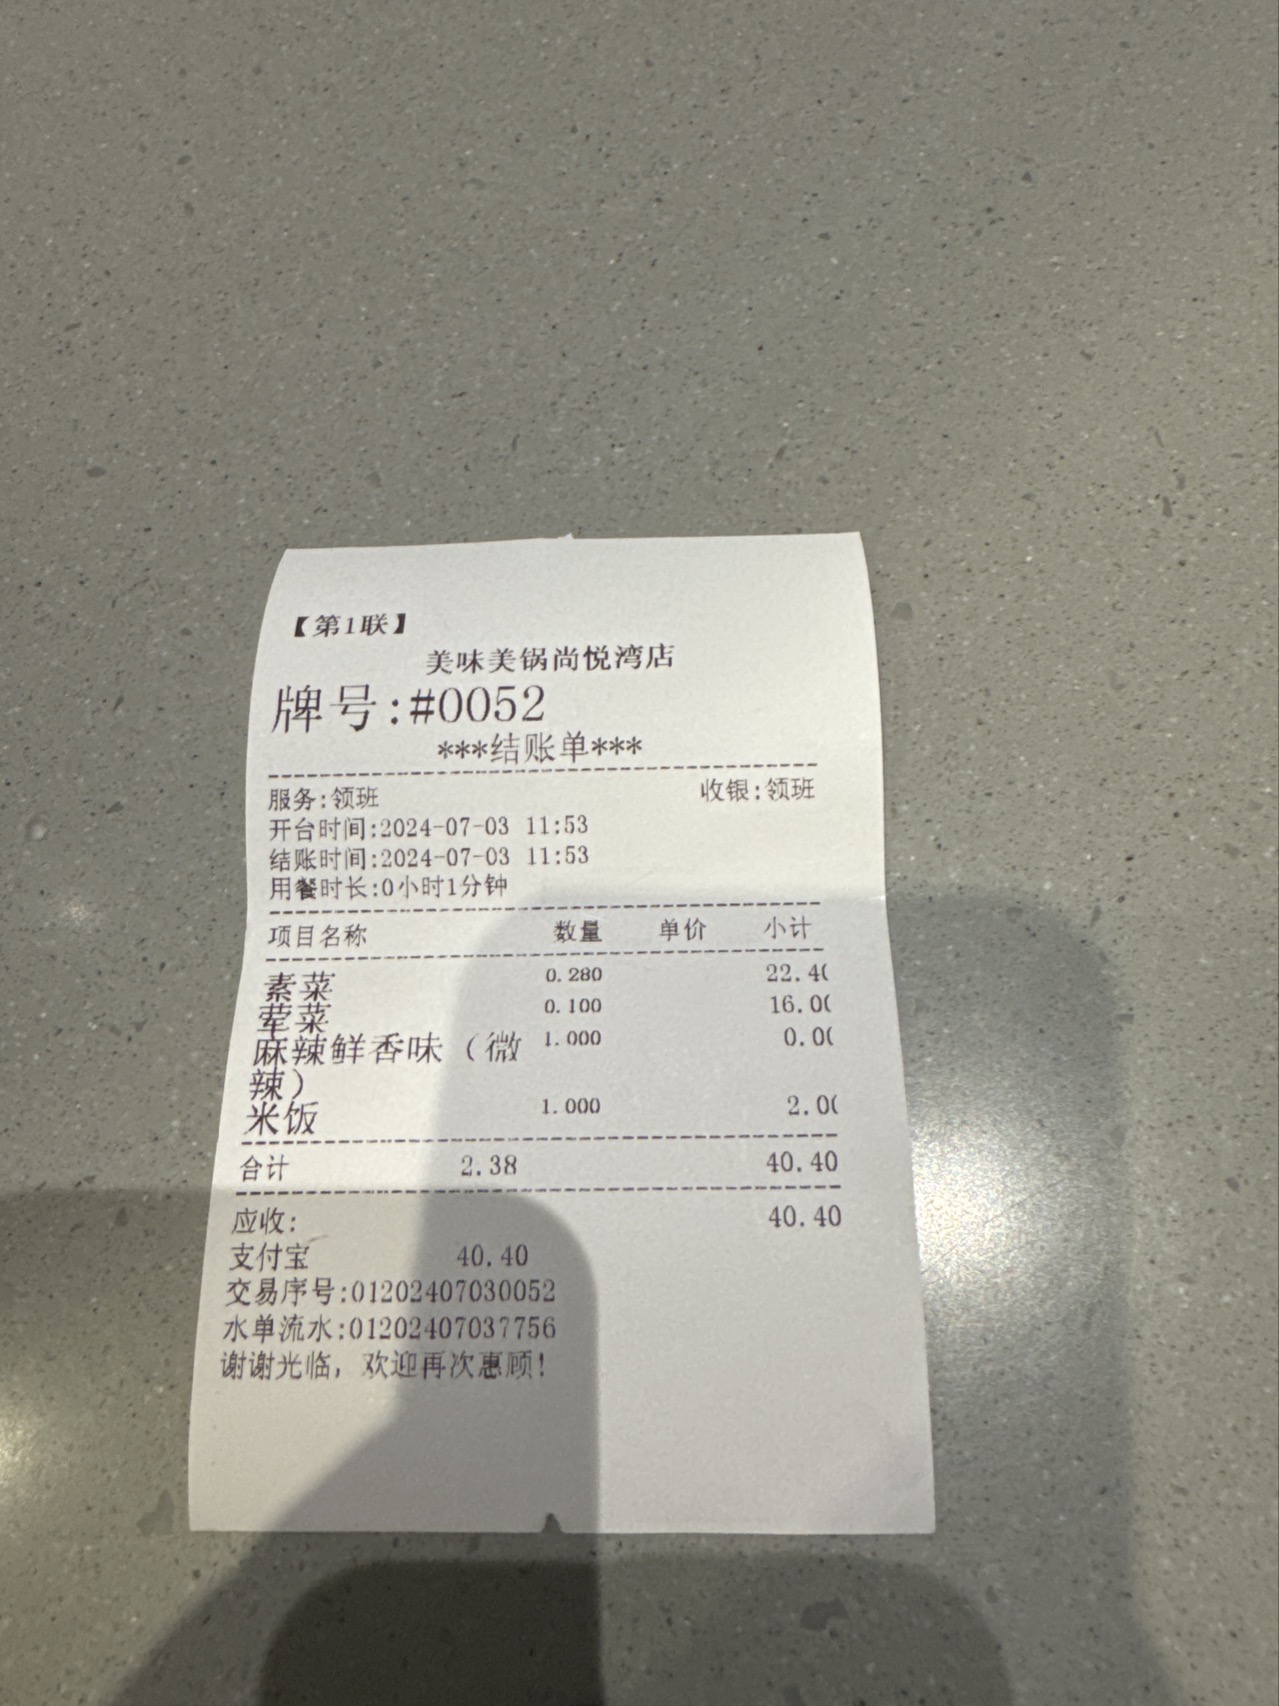 【第1联】
美味美锅尚悦湾店
牌号:#0052
***结账单***
服务:领班 收银:领班
开台时间:2024-07-03 11:53
结账时间:2024-07-03 11:53
用餐时长:0小时1分钟
项目名称 数量 单价 小计
素菜 0.280 22.40
荤菜 0.100 16.00
麻辣鲜香味（微 1.000 0.00
辣）
米饭 1.000 2.00
合计 2.38 40.40
应收: 40.40
支付宝 40.40
交易序号:01202407030052
水单流水:01202407037756
谢谢光临，欢迎再次惠顾!